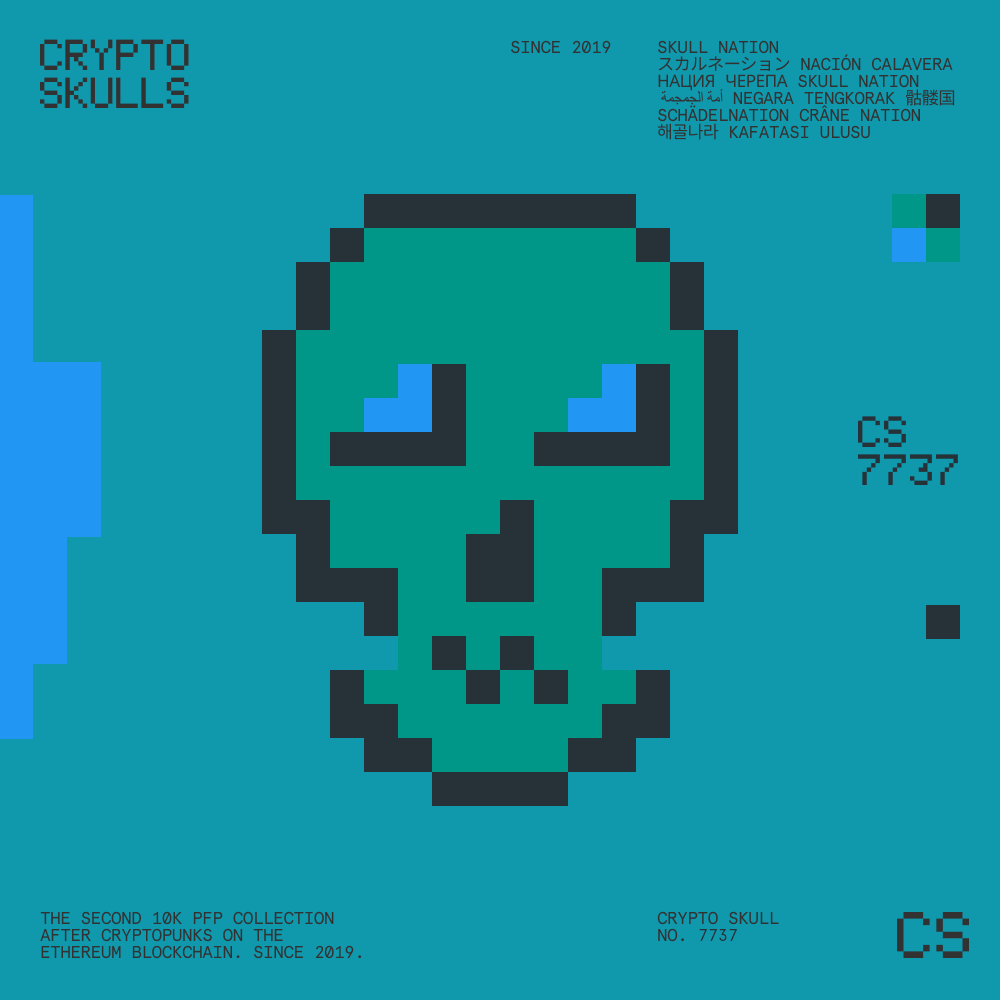 CRYPTO
SKULLS
SINCE 2019
SKULL NATION
スカルネーション NACIÓN CALAVERA
НАЦИЯ ЧЕРЕПА SKULL NATION
أمة الجمجمة NEGARA TENGKORAK 骷髅国
SCHÄDELNATION CRÂNE NATION
해골나라 KAFATASI ULUSU
CS
7737
THE SECOND 10K PFP COLLECTION
AFTER CRYPTOPUNKS ON THE
ETHEREUM BLOCKCHAIN. SINCE 2019.
CRYPTO SKULL
NO. 7737
CS